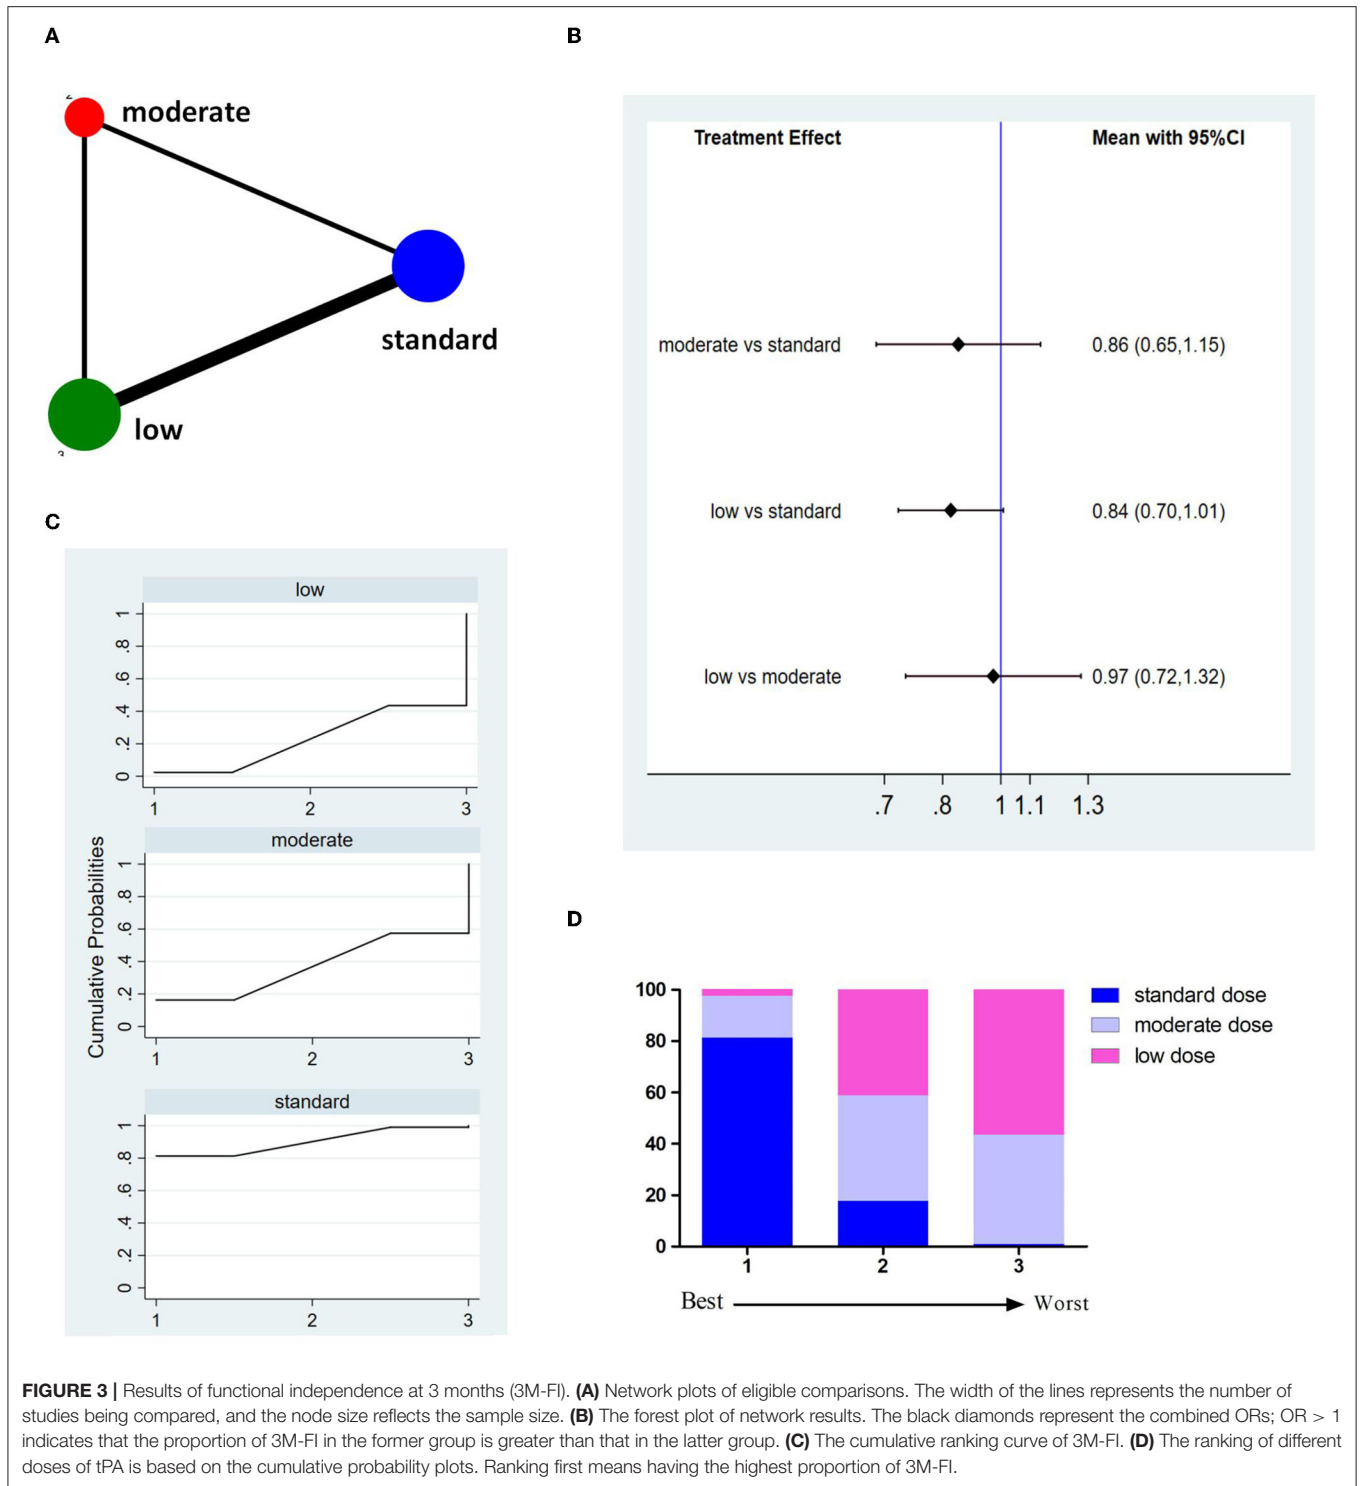 A
2
moderate
standard
low
3
B
Treatment Effect
Mean with 95%CI
moderate vs standard
0.86 (0.65,1.15)
low vs standard
0.84 (0.70,1.01)
low vs moderate
0.97 (0.72,1.32)
.7 .8 1 1.1 1.3
C
Cumulative Probabilities
low
1
.8
.6
.4
.2
0
1 2 3
moderate
1
.8
.6
.4
.2
0
1 2 3
standard
1
.8
.6
.4
.2
0
1 2 3
D
100
80
60
40
20
0
1 2 3
Best Worst
standard dose
moderate dose
low dose
FIGURE 3 | Results of functional independence at 3 months (3M-FI). (A) Network plots of eligible comparisons. The width of the lines represents the number of
studies being compared, and the node size reflects the sample size. (B) The forest plot of network results. The black diamonds represent the combined ORs; OR > 1
indicates that the proportion of 3M-FI in the former group is greater than that in the latter group. (C) The cumulative ranking curve of 3M-FI. (D) The ranking of different
doses of tPA is based on the cumulative probability plots. Ranking first means having the highest proportion of 3M-FI.